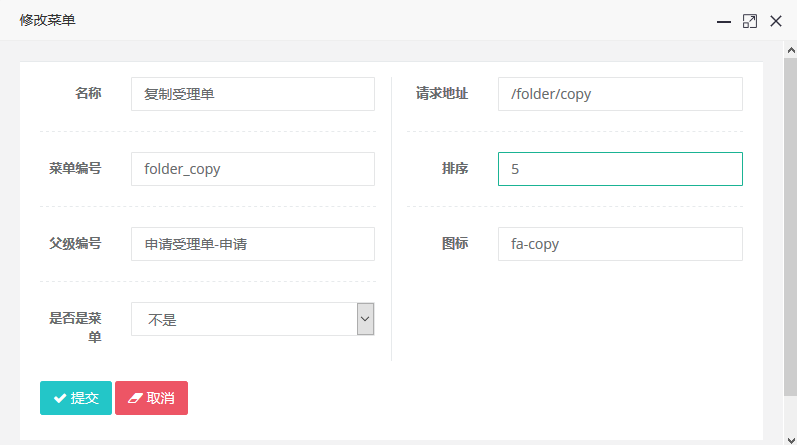 修改菜单
名称
复制受理单
请求地址
/folder/copy
菜单编号
folder_copy
排序
5
父级编号
申请受理单-申请
图标
fa-copy
是否是菜
单
不是
提交
取消